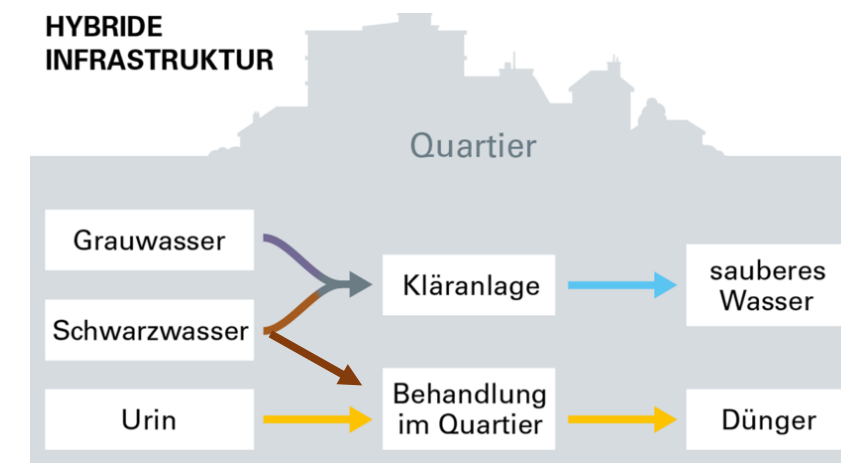 HYBRIDE
INFRASTRUKTUR
Quartier
Grauwasser
Kläranlage
sauberes
Wasser
Schwarzwasser
Urin
Behandlung
im Quartier
Dünger